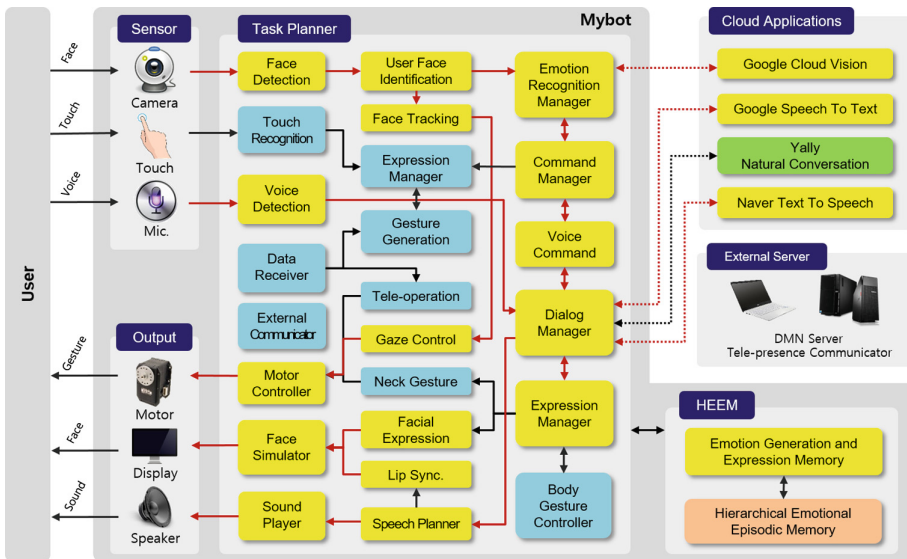 Mybot
Sensor
Task Planner
Cloud Applications
Face
Camera
Face
Detection
User Face
Identification
Emotion
Recognition
Manager
Google Cloud Vision
Touch
Touch
Touch
Recognition
Face Tracking
Google Speech To Text
Expression
Manager
Command
Manager
Yally
Natural Conversation
Voice
Mic.
Voice
Detection
Gesture
Generation
Voice
Command
Naver Text To Speech
User
Data
Receiver
Tele-operation
External Server
External
Communicator
Gaze Control
Dialog
Manager
DMN Server
Tele-presence Communicator
Output
Gesture
Motor
Motor
Controller
Neck Gesture
Expression
Manager
HEEM
Face
Display
Face
Simulator
Facial
Expression
Emotion Generation and
Expression Memory
Lip Sync.
Sound
Speaker
Sound
Player
Speech Planner
Body
Gesture
Controller
Hierarchical Emotional
Episodic Memory